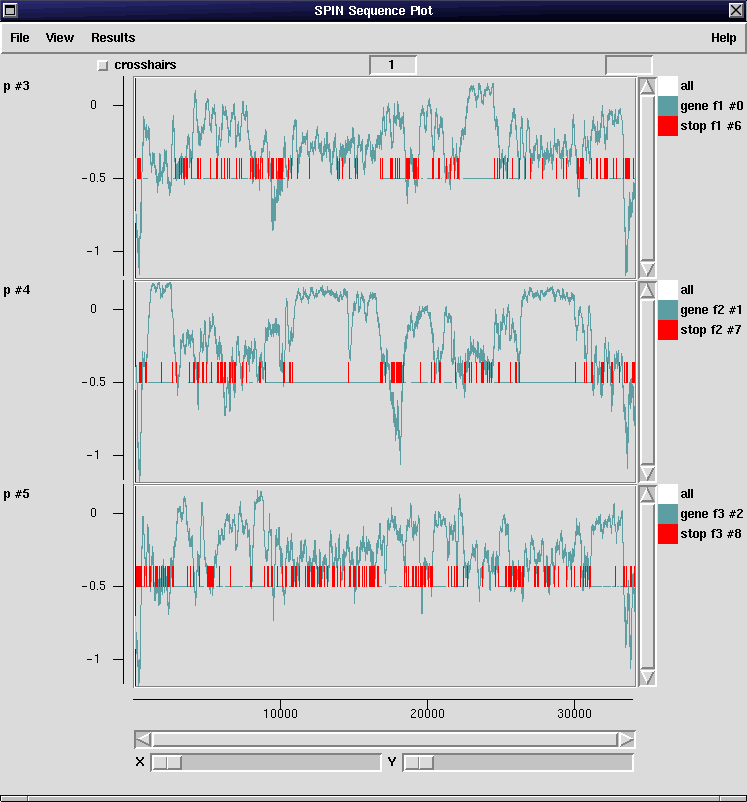 SPIN Sequence Plot
File View Results Help
crosshairs 1
p #3
0
-0.5
-1
all
gene f1 #0
stop f1 #6
p #4
0
-0.5
-1
all
gene f2 #1
stop f2 #7
p #5
0
-0.5
-1
all
gene f3 #2
stop f3 #8
10000 20000 30000
X Y